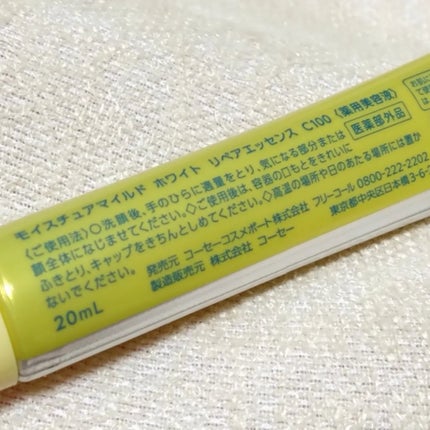 モイスチュアマイルド ホワイト リペアエッセンス C100〈薬用美容液〉
医薬部外品
〈ご使用法〉○洗顔後、手のひらに適量をとり、気になる部分または
顔全体になじませてください。◇ご使用後は、容器の口もとをきれいに
ふきとり、キャップをきちんとしめてください。◇高温の場所や日のあたる場所には置か
ないでください。
発売元 コーセーコスメポート株式会社 フリーコール 0800-222-2202
製造販売元 株式会社 コーセー 東京都中央区日本橋3-6-
20mL
お肌に